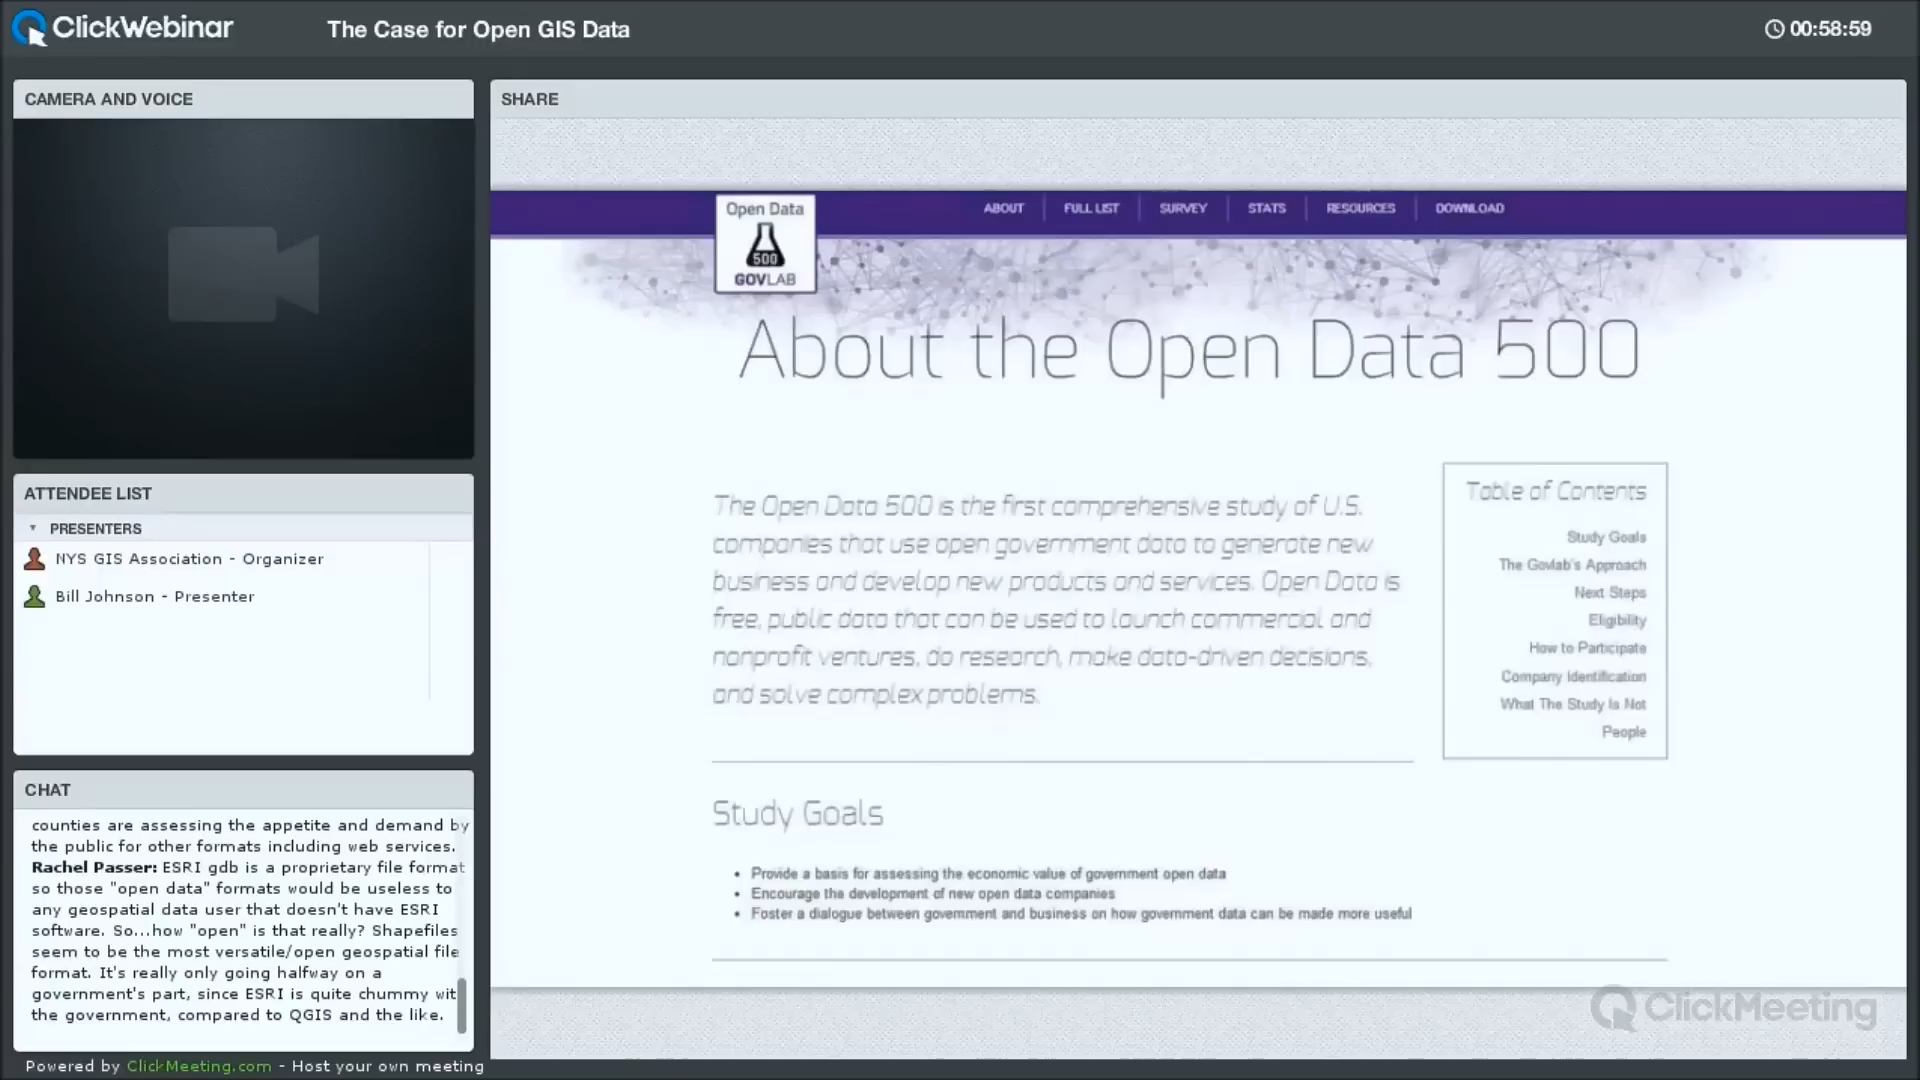 ClickWebinar
The Case for Open GIS Data
00:58:59
CAMERA AND VOICE
ATTENDEE LIST
PRESENTERS
NYS GIS Association - Organizer
Bill Johnson - Presenter
CHAT
counties are assessing the appetite and demand by
the public for other formats including web services.
Rachel Passer: ESRI gdb is a proprietary file format
so those "open data" formats would be useless to
any geospatial data user that doesn't have ESRI
software. So...how "open" is that really? Shapefiles
seem to be the most versatile/open geospatial file
format. It's really only going halfway on a
government's part, since ESRI is quite chummy wit
the government, compared to QGIS and the like.
Powered by ClickMeeting.com - Host your own meeting
SHARE
Open Data
500
GOVLAB
ABOUT
FULL LIST
SURVEY
STATS
RESOURCES
DOWNLOAD
About the Open Data 500
The Open Data 500 is the first comprehensive study of U.S.
companies that use open government data to generate new
business and develop new products and services. Open Data is
free, public data that can be used to launch commercial and
nonprofit ventures, do research, make data-driven decisions,
and solve complex problems.
Table of Contents
Study Goals
The Govlab's Approach
Next Steps
Eligibility
How to Participate
Company Identification
What The Study Is Not
People
Study Goals
• Provide a basis for assessing the economic value of government open data
• Encourage the development of new open data companies
• Foster a dialogue between government and business on how government data can be made more useful
ClickMeeting